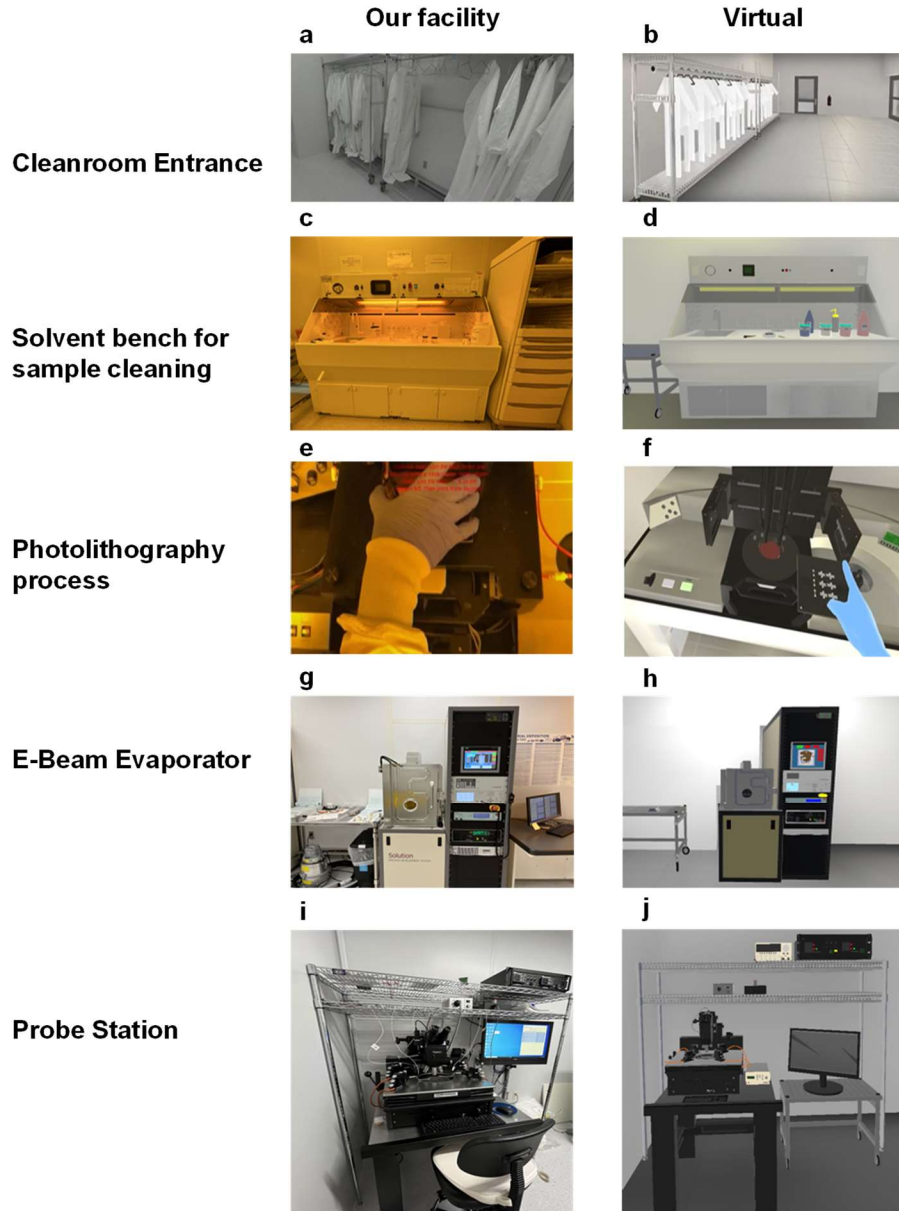 Our facility
Virtual
a
b
Cleanroom Entrance
c
d
Solvent bench for
sample cleaning
e
f
Photolithography
process
g
h
E-Beam Evaporator
Solution
i
j
Probe Station